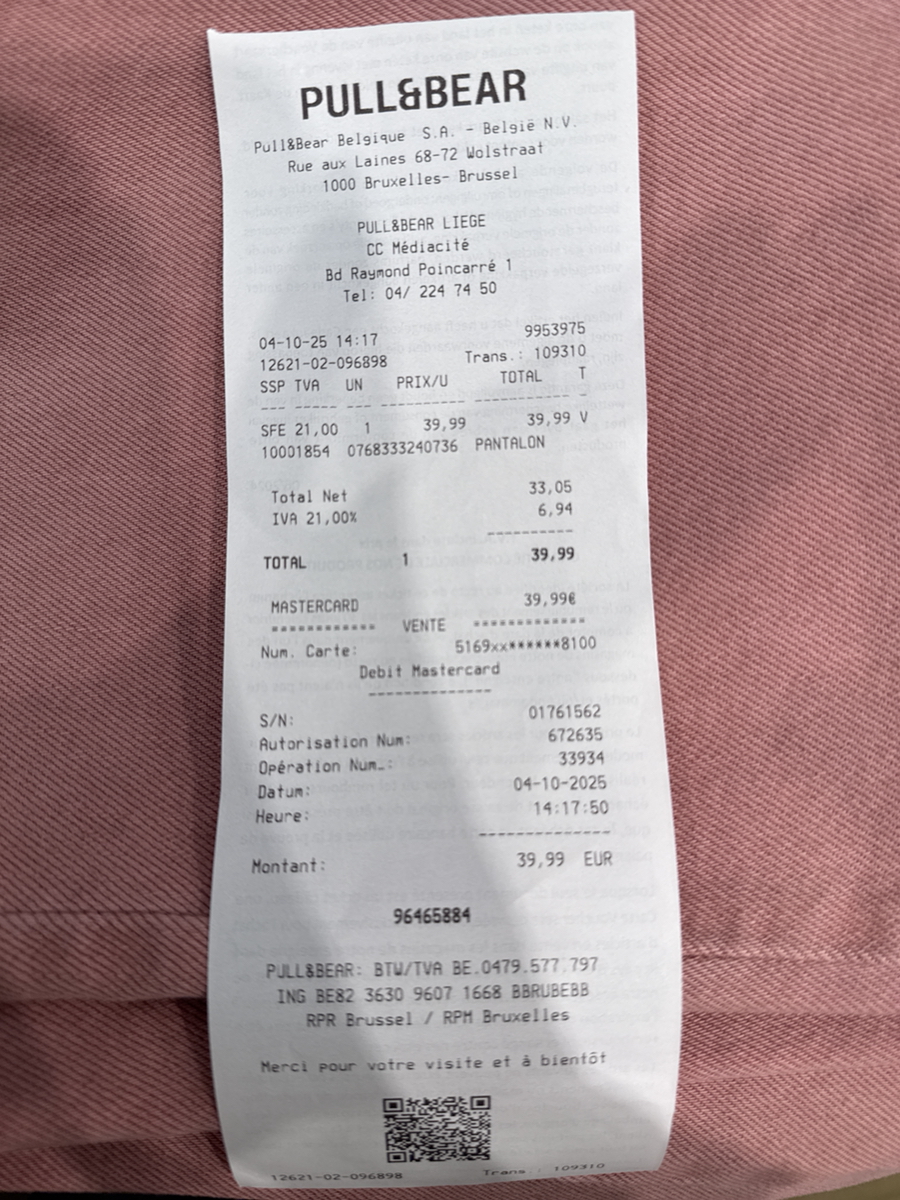 PULL&BEAR
Pull&Bear Belgique S.A. - België N.V.
Rue aux Laines 68-72 Wolstraat
1000 Bruxelles- Brussel
PULL&BEAR LIEGE
CC Médiacité
Bd Raymond Poincarré 1
Tel: 04/ 224 74 50
04-10-25 14:17 9953975
12621-02-096898 Trans.: 109310
SSP TVA UN PRIX/U TOTAL T
--- ----- --- ---------- ---------- ---
SFE 21,00 1 39,99 39,99 V
10001854 0768333240736 PANTALON
Total Net 33,05
IVA 21,00% 6,94
----------
TOTAL 1 39,99
MASTERCARD 39,99€
============ VENTE =============
Num. Carte: 5169xx******8100
Debit Mastercard
--------------
S/N: 01761562
Autorisation Num: 672635
Opération Num.: 33934
Datum: 04-10-2025
Heure: 14:17:50
---------------
Montant: 39,99 EUR
96465884
PULL&BEAR: BTW/TVA BE.0479.577.797
ING BE82 3630 9607 1668 BBRUBEBB
RPR Brussel / RPM Bruxelles
Merci pour votre visite et à bientôt
12621-02-096898 Trans : 109310